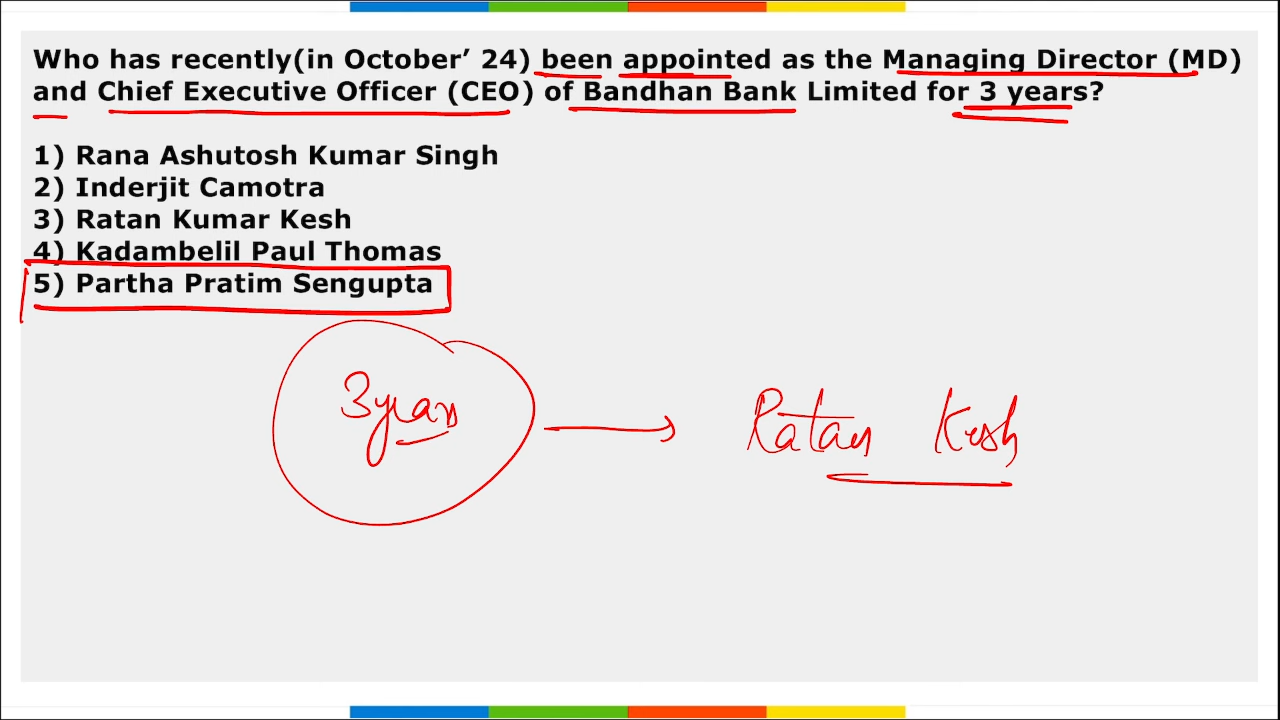 Who has recently(in October’ 24) been appointed as the Managing Director (MD)
and Chief Executive Officer (CEO) of Bandhan Bank Limited for 3 years?
1) Rana Ashutosh Kumar Singh
2) Inderjit Camotra
3) Ratan Kumar Kesh
4) Kadambelil Paul Thomas
5) Partha Pratim Sengupta
3years
Ratan Kesh